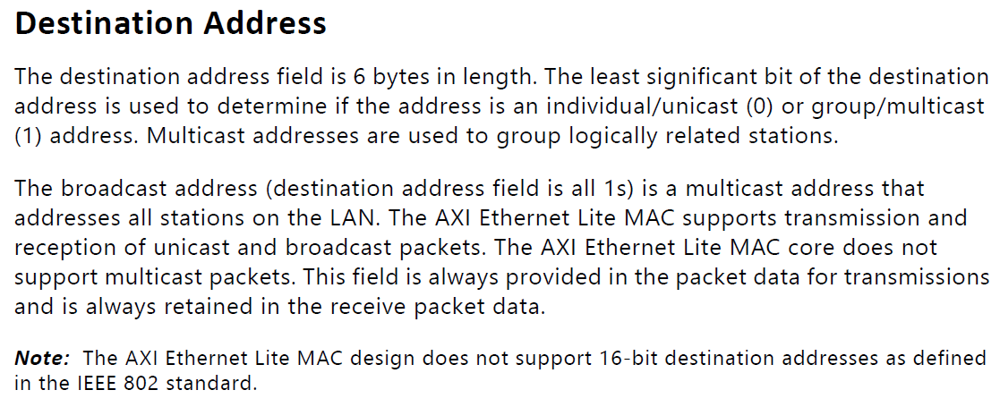 Destination Address
The destination address field is 6 bytes in length. The least significant bit of the destination
address is used to determine if the address is an individual/unicast (0) or group/multicast
(1) address. Multicast addresses are used to group logically related stations.
The broadcast address (destination address field is all 1s) is a multicast address that
addresses all stations on the LAN. The AXI Ethernet Lite MAC supports transmission and
reception of unicast and broadcast packets. The AXI Ethernet Lite MAC core does not
support multicast packets. This field is always provided in the packet data for transmissions
and is always retained in the receive packet data.
Note: The AXI Ethernet Lite MAC design does not support 16-bit destination addresses as defined
in the IEEE 802 standard.